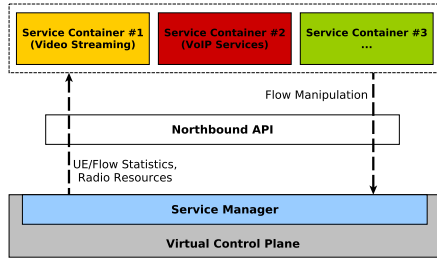 Service Container #1
(Video Streaming)
Service Container #2
(VoIP Services)
Service Container #3
...
Flow Manipulation
Northbound API
UE/Flow Statistics,
Radio Resources
Service Manager
Virtual Control Plane